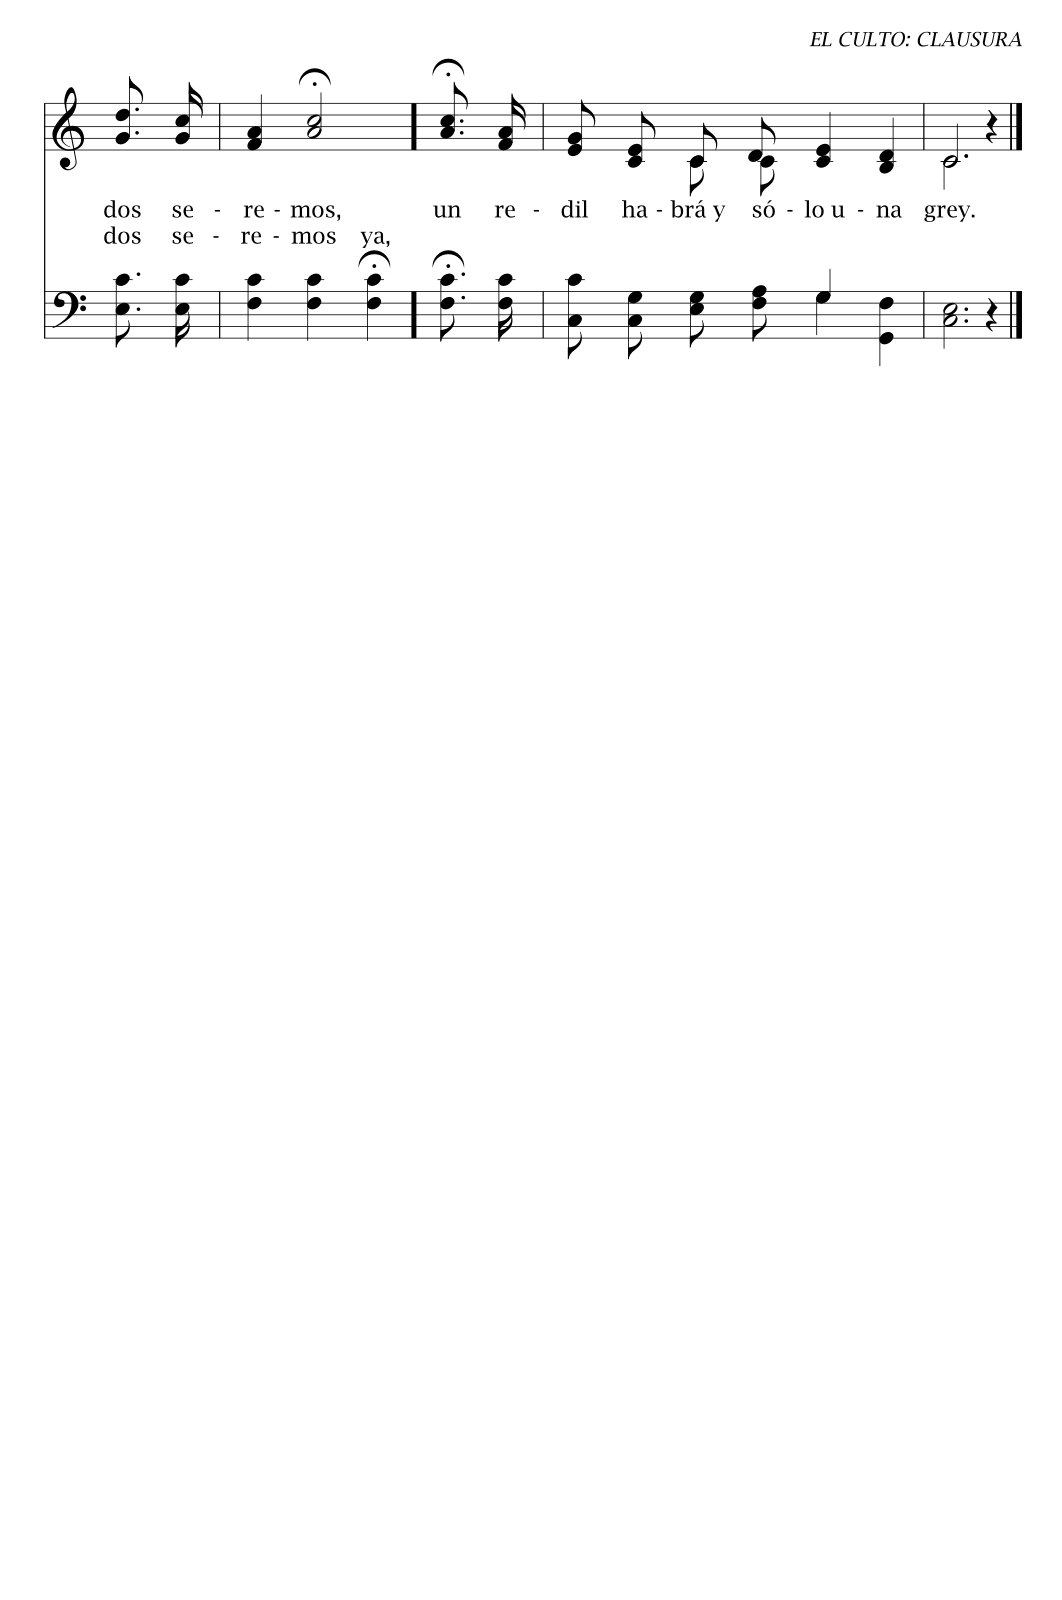 EL CULTO: CLAUSURA
dos se - re - mos, un re - dil ha - brá y só - lo u - na grey.
dos se - re - mos ya,